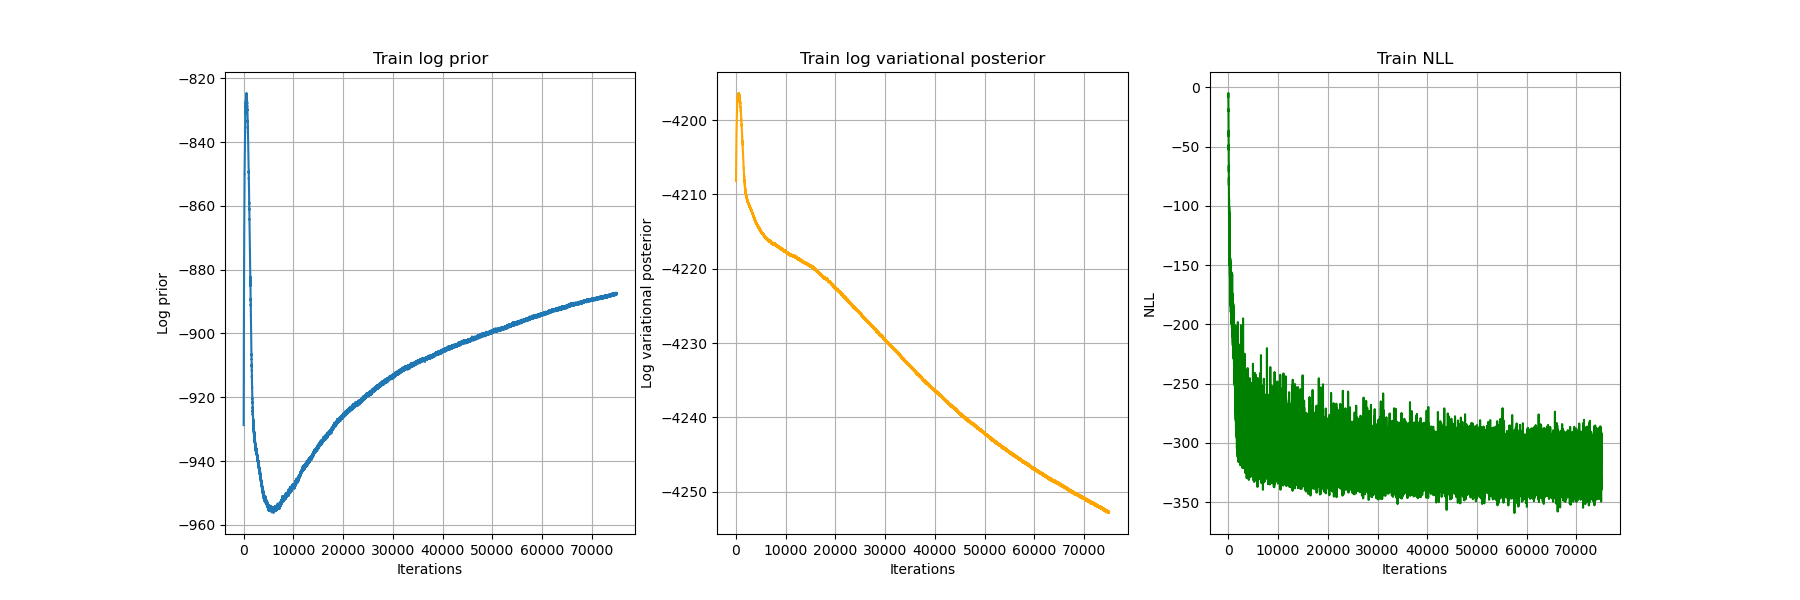 Train log prior
Log prior
−820
−840
−860
−880
−900
−920
−940
−960
0 10000 20000 30000 40000 50000 60000 70000
Iterations
Train log variational posterior
Log variational posterior
−4200
−4210
−4220
−4230
−4240
−4250
0 10000 20000 30000 40000 50000 60000 70000
Iterations
Train NLL
NLL
0
−50
−100
−150
−200
−250
−300
−350
0 10000 20000 30000 40000 50000 60000 70000
Iterations